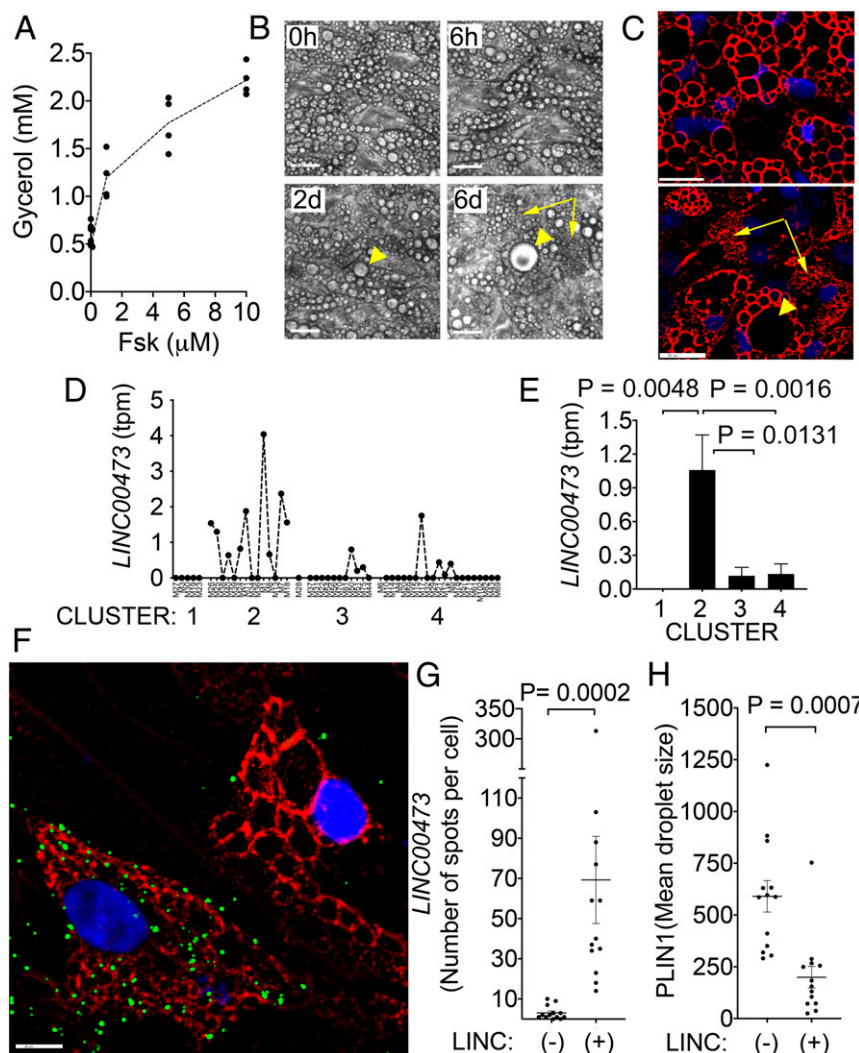 A
Gycerol (mM)
2.5
2.0
1.5
1.0
0.5
0.0
0 2 4 6 8 10
Fsk (μM)
B
0h
6h
2d
6d
C
D
LINC00473 (tpm)
5
4
3
2
1
0
CLUSTER: 1 2 3 4
E
P = 0.0048 P = 0.0016
P = 0.0131
LINC00473 (tpm)
1.5
1.2
0.9
0.6
0.3
0.0
1 2 3 4
CLUSTER
F
G
P= 0.0002
LINC00473
(Number of spots per cell)
350
300
110
90
70
50
30
10
LINC: (-) (+)
H
P = 0.0007
PLIN1(Mean droplet size)
1500
1250
1000
750
500
250
0
LINC: (-) (+)